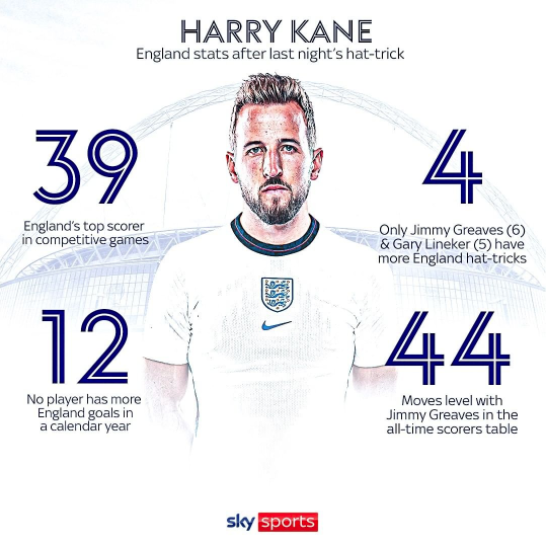 HARRY KANE
England stats after last night's hat-trick
39
England's top scorer
in competitive games
4
Only Jimmy Greaves (6)
& Gary Lineker (5) have
more England hat-tricks
12
No player has more
England goals in
a calendar year
44
Moves level with
Jimmy Greaves in the
all-time scorers table
sky sports